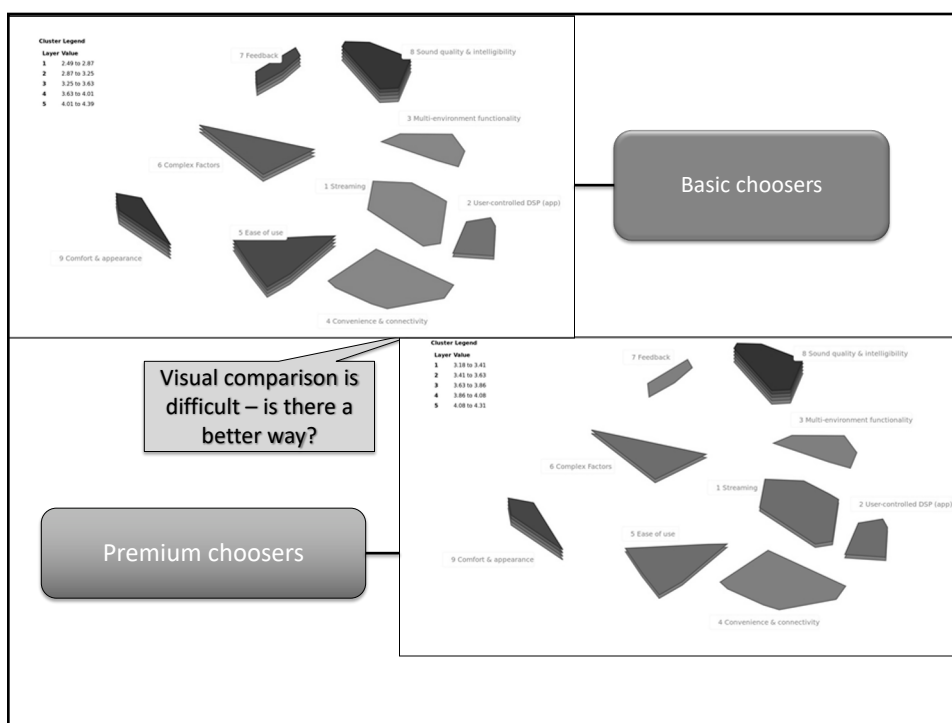 Cluster Legend
Layer Value
1 2.49 to 2.87
2 2.87 to 3.25
3 3.25 to 3.63
4 3.63 to 4.01
5 4.01 to 4.39
7 Feedback
8 Sound quality & intelligibility
3 Multi-environment functionality
6 Complex Factors
1 Streaming
2 User-controlled DSP (app)
5 Ease of use
9 Comfort & appearance
4 Convenience & connectivity
Basic choosers
Visual comparison is
difficult – is there a
better way?
Premium choosers
Cluster Legend
Layer Value
1 3.18 to 3.41
2 3.41 to 3.63
3 3.63 to 3.86
4 3.86 to 4.08
5 4.08 to 4.31
7 Feedback
8 Sound quality & intelligibility
3 Multi-environment functionality
6 Complex Factors
1 Streaming
2 User-controlled DSP (app)
5 Ease of use
9 Comfort & appearance
4 Convenience & connectivity